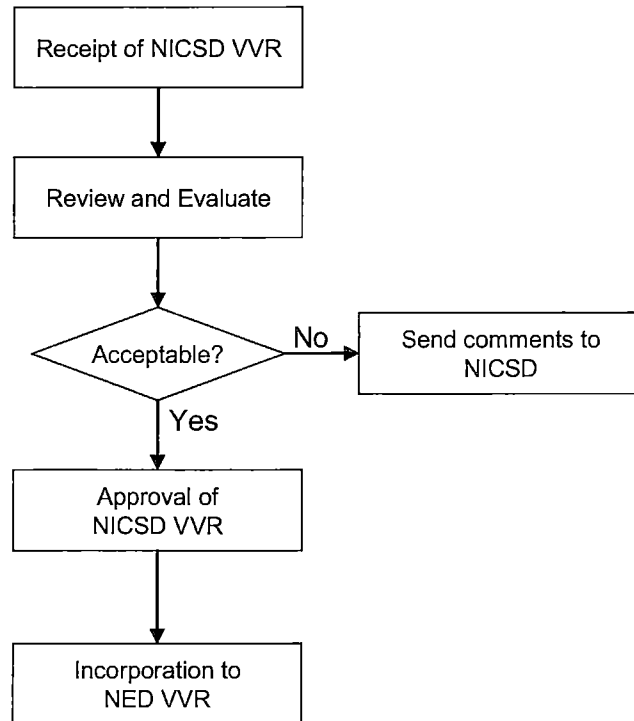 Receipt of NICSD VVR
Review and Evaluate
Acceptable?
No
Send comments to
NICSD
Yes
Approval of
NICSD VVR
Incorporation to
NED VVR